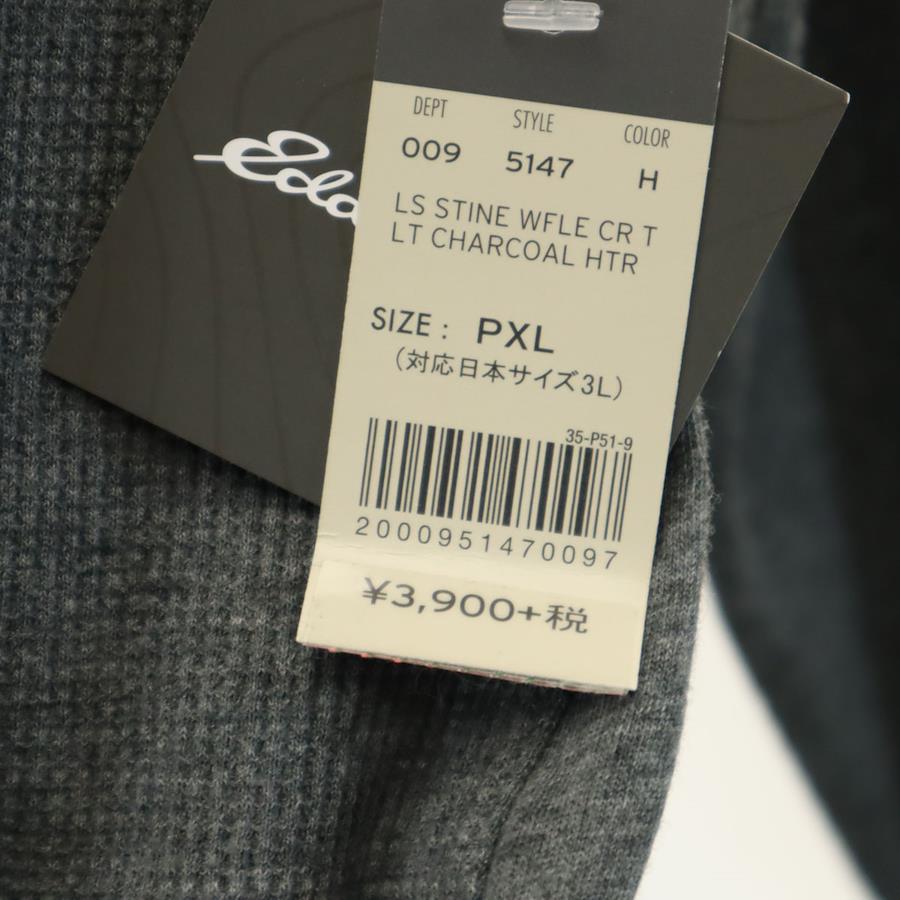 DEPT STYLE COLOR
009 5147 H
LS STINE WFLE CR T
LT CHARCOAL HTR
SIZE: PXL
(対応日本サイズ3L)
35-P51-9
2000951470097
¥3,900+税